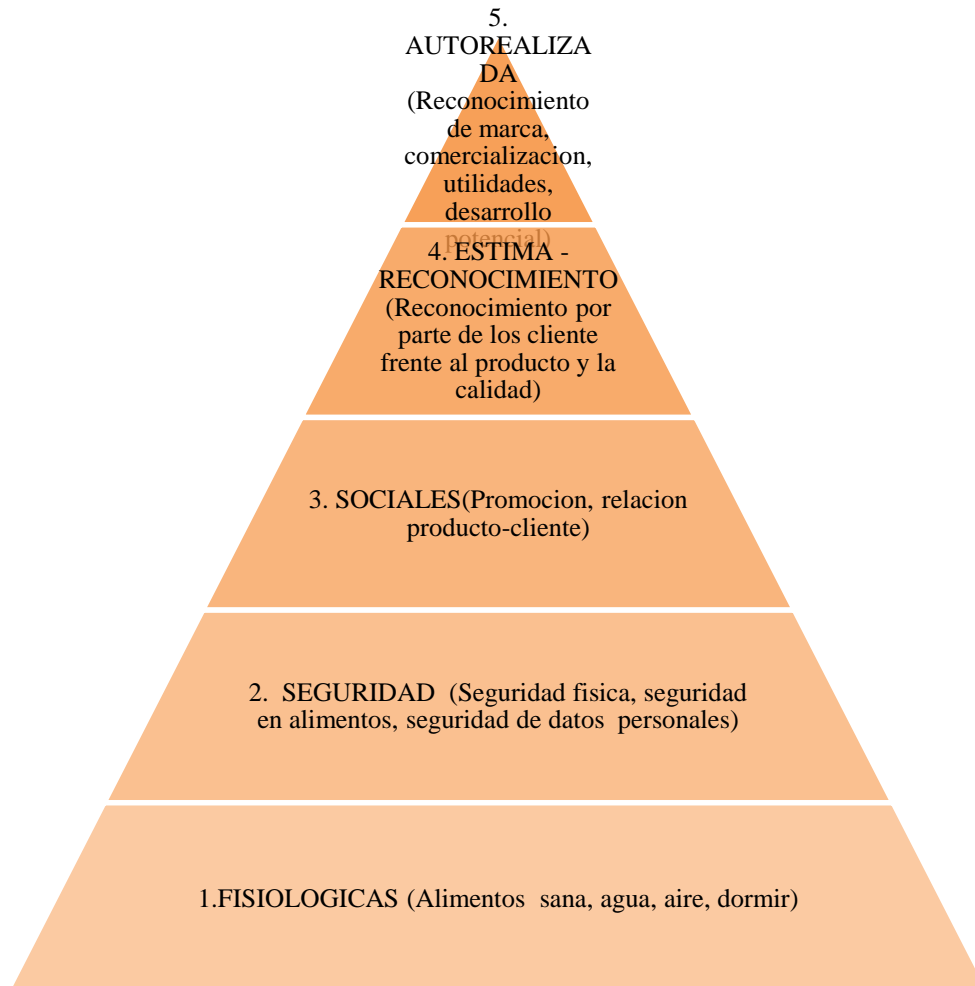 5.
AUTOREALIZA
DA
(Reconocimiento
de marca,
comercializacion,
utilidades,
desarrollo
potencial)
4. ESTIMA -
RECONOCIMIENTO
(Reconocimiento por
parte de los cliente
frente al producto y la
calidad)
3. SOCIALES(Promocion, relacion
producto-cliente)
2.  SEGURIDAD  (Seguridad fisica, seguridad
en alimentos, seguridad de datos  personales)
1.FISIOLOGICAS (Alimentos  sana, agua, aire, dormir)